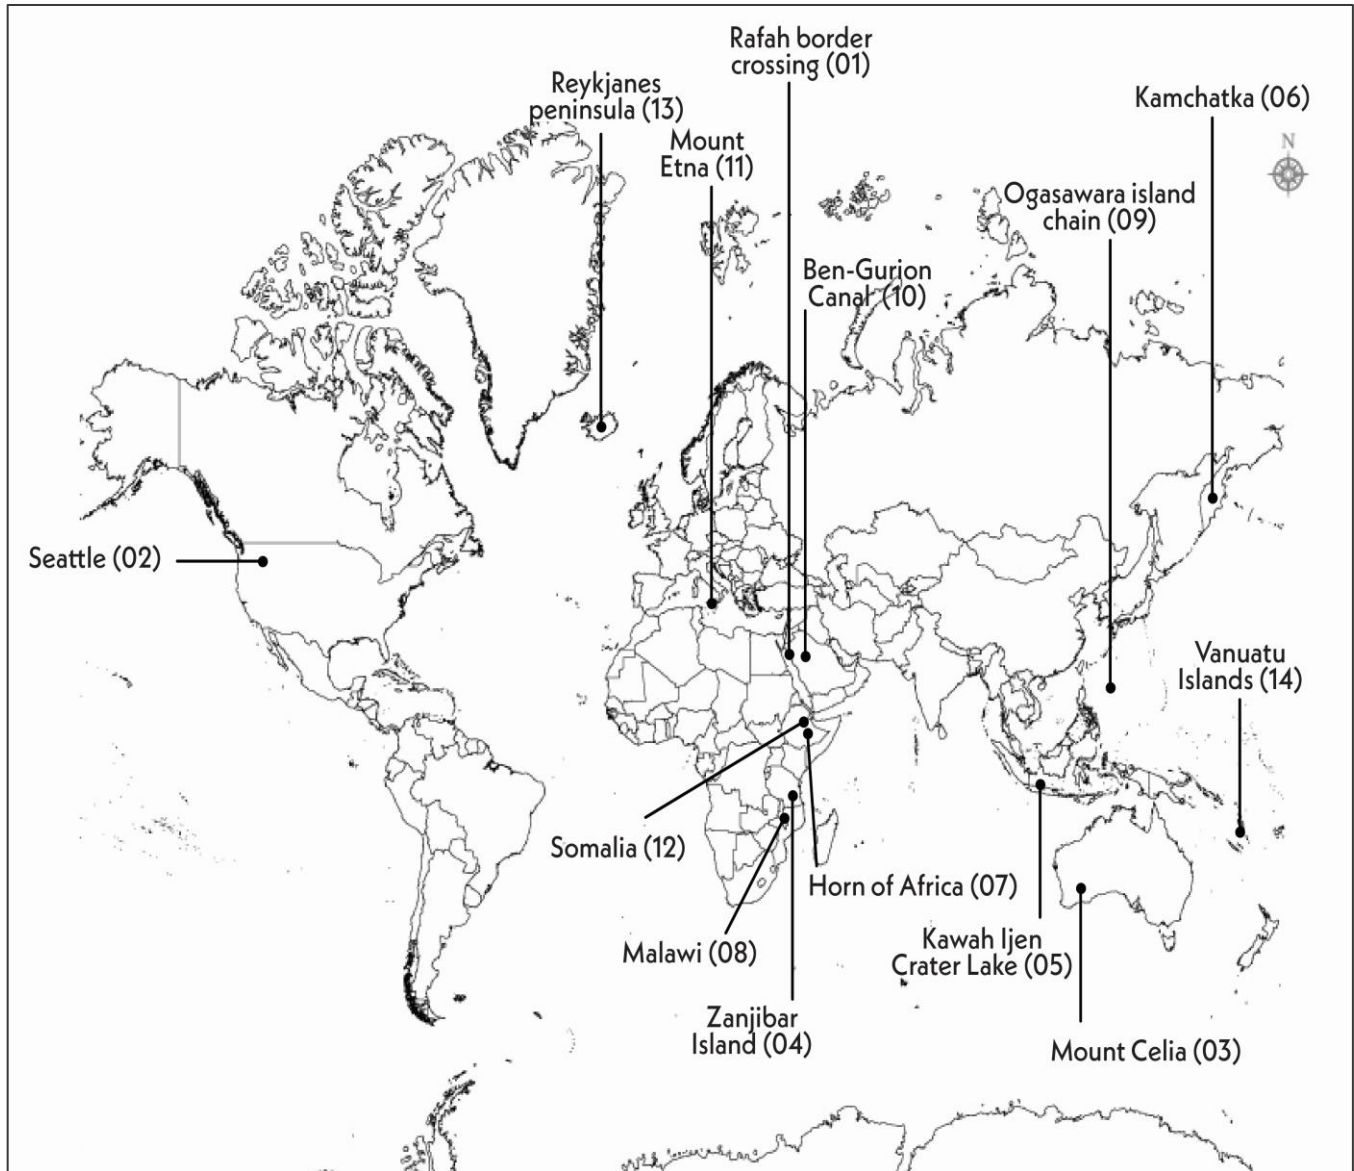 Rafah border
crossing (01)
Reykjanes
peninsula (13)
Kamchatka (06)
Mount
Etna (11)
N
Ogasawara island
chain (09)
Ben-Gurion
Canal (10)
Seattle (02)
Vanuatu
Islands (14)
Somalia (12)
Horn of Africa (07)
Malawi (08)
Kawah Ijen
Crater Lake (05)
Zanjibar
Island (04)
Mount Celia (03)